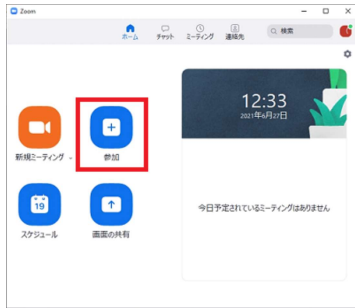 Zoom
ホーム
チャット
ミーティング
連絡先
検索
12:33
2021年6月27日
新規ミーティング
参加
19
スケジュール
画面の共有
今日予定されているミーティングはありません